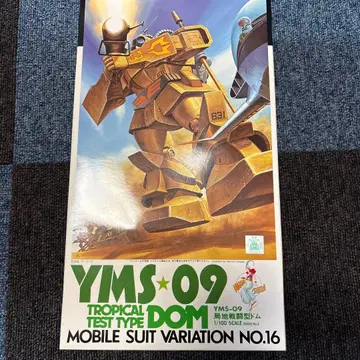 831
YMS★09
TROPICAL
TEST TYPE
DOM
YMS-09
局地戦闘型ドム
1/100 SCALE
MOBILE SUIT VARIATION NO.16